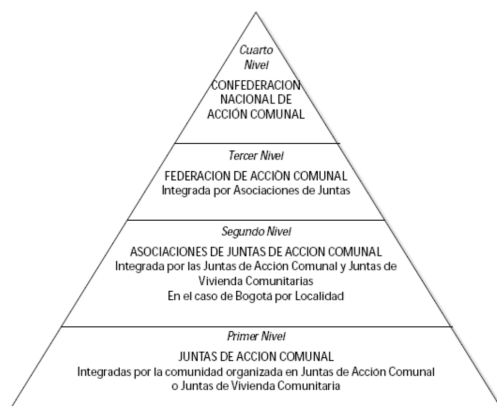 Cuarto
Nivel
CONFEDERACION
NACIONAL DE
ACCIÓN COMUNAL
Tercer Nivel
FEDERACION DE ACCIÓN COMUNAL
Integrada por Asociaciones de Juntas
Segundo Nivel
ASOCIACIONES DE JUNTAS DE ACCION COMUNAL
Integrada por las Juntas de Acción Comunal y Juntas de
Vivienda Comunitarias
En el caso de Bogotá por Localidad
Primer Nivel
JUNTAS DE ACCION COMUNAL
Integradas por la comunidad organizada en Juntas de Acción Comunal
o Juntas de Vivienda Comunitaria